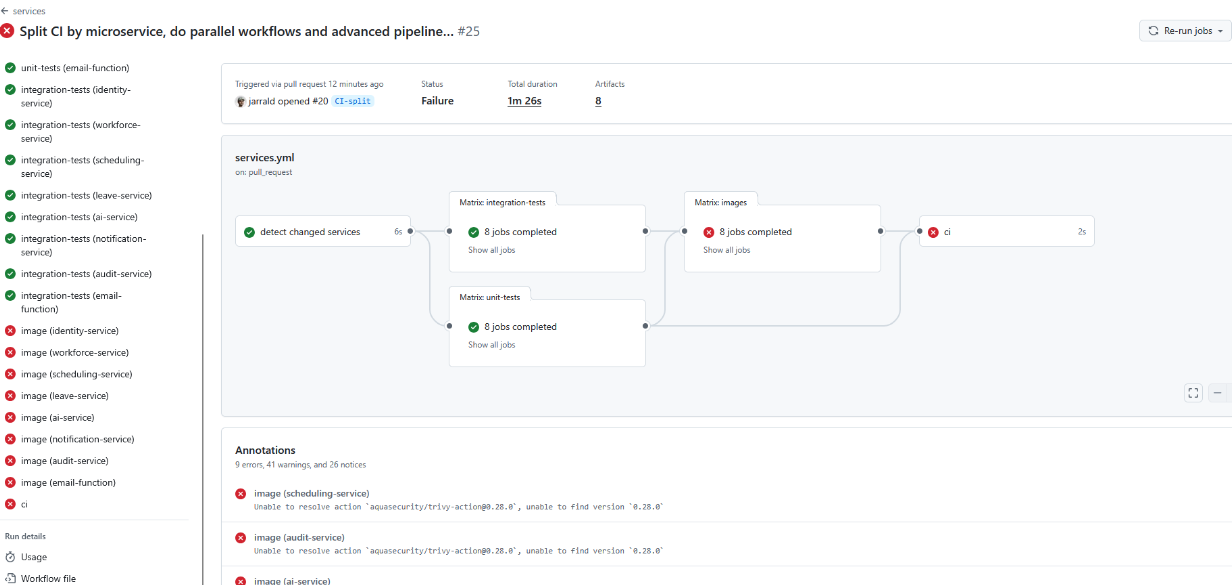 ← services
Split CI by microservice, do parallel workflows and advanced pipeline... #25
Re-run jobs
unit-tests (email-function)
integration-tests (identity-
service)
integration-tests (workforce-
service)
integration-tests (scheduling-
service)
integration-tests (leave-service)
integration-tests (ai-service)
integration-tests (notification-
service)
integration-tests (audit-service)
integration-tests (email-
function)
image (identity-service)
image (workforce-service)
image (scheduling-service)
image (leave-service)
image (ai-service)
image (notification-service)
image (audit-service)
image (email-function)
ci
Run details
Usage
Workflow file
Triggered via pull request 12 minutes ago
jarrald opened #20 CI-split
Status
Failure
Total duration
1m 26s
Artifacts
8
services.yml
on: pull_request
detect changed services 6s
Matrix: integration-tests
8 jobs completed
Show all jobs
Matrix: unit-tests
8 jobs completed
Show all jobs
Matrix: images
8 jobs completed
Show all jobs
ci 2s
Annotations
9 errors, 41 warnings, and 26 notices
image (scheduling-service)
Unable to resolve action `aquasecurity/trivy-action@0.28.0`, unable to find version `0.28.0`
image (audit-service)
Unable to resolve action `aquasecurity/trivy-action@0.28.0`, unable to find version `0.28.0`
image (ai-service)